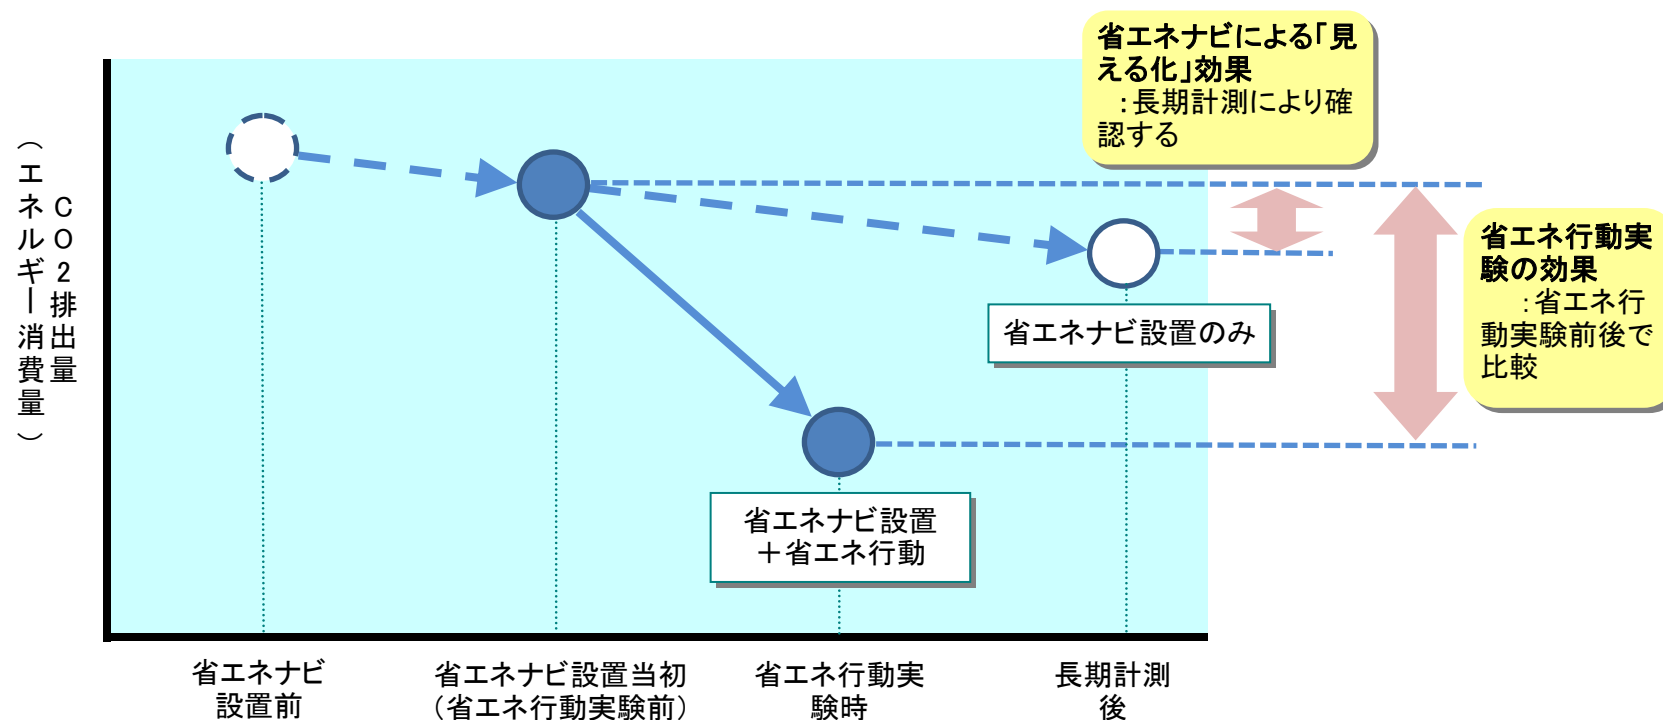 省エネナビによる「見
える化」効果
：長期計測により確
認する
CO2排出量
（エネルギー消費量）
省エネ行動実
験の効果
：省エネ行
動実験前後で
比較
省エネナビ設置のみ
省エネナビ設置
＋省エネ行動
省エネナビ
設置前
省エネナビ設置当初
（省エネ行動実験前）
省エネ行動実
験時
長期計測
後